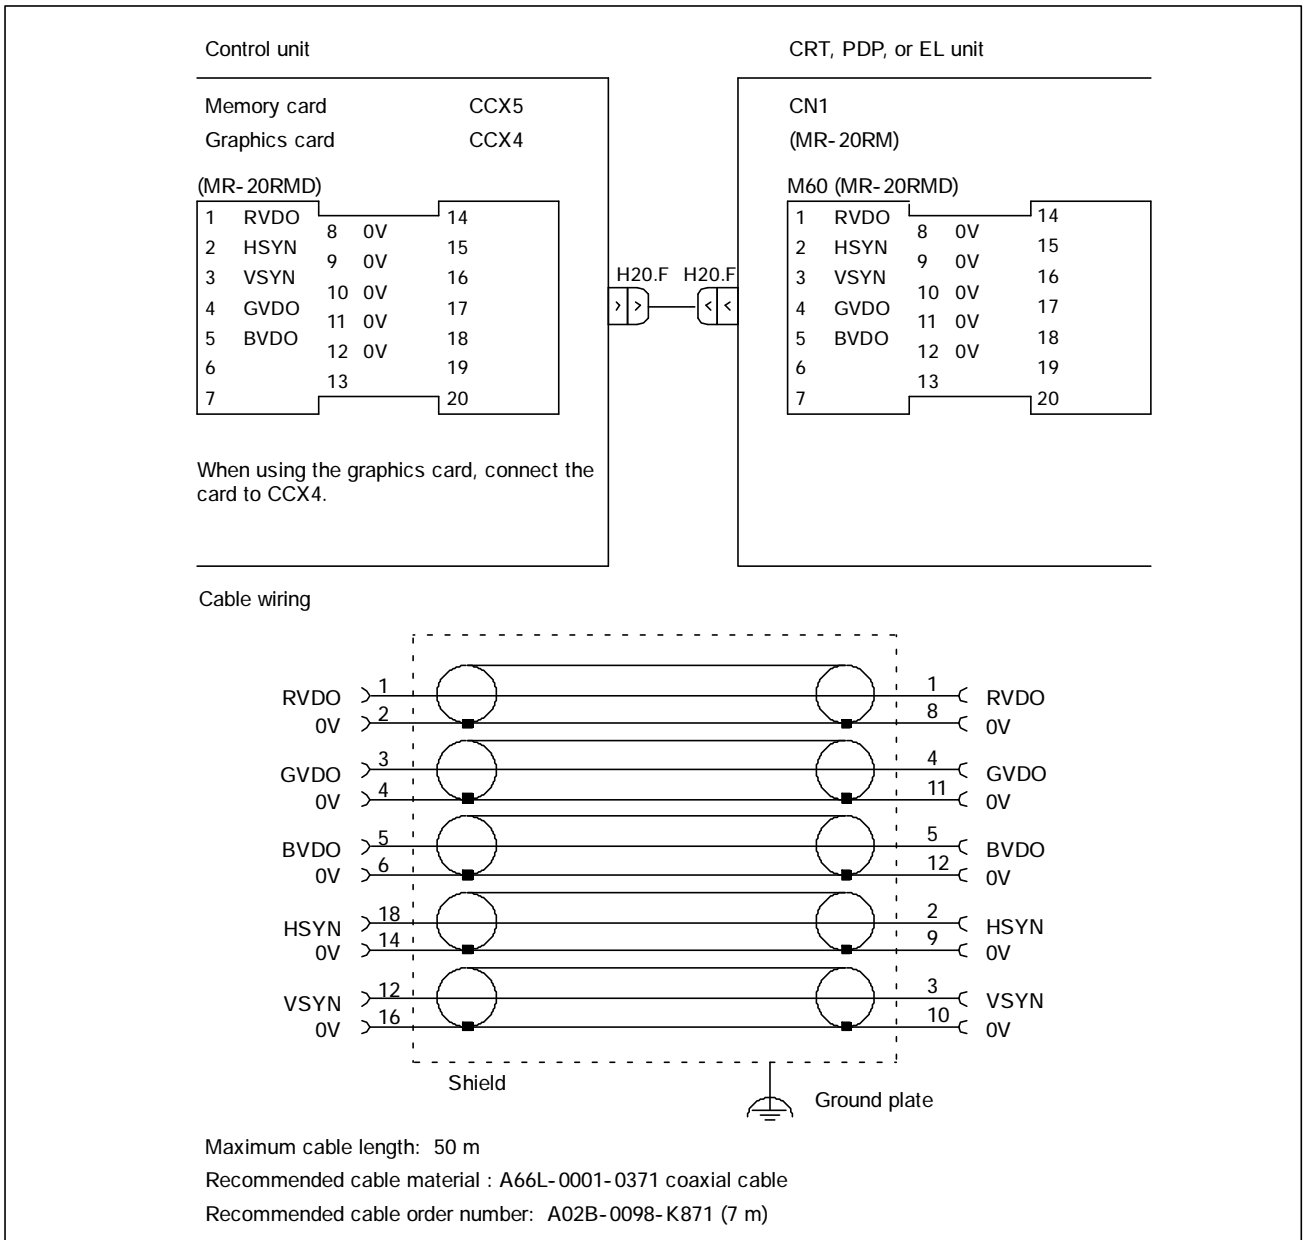 Control unit
CRT, PDP, or EL unit
Memory card CCX5
Graphics card CCX4
CN1
(MR-20RM)
(MR-20RMD)
1 RVDO 14
8 0V
2 HSYN 15
9 0V
3 VSYN 16
10 0V
4 GVDO 17
11 0V
5 BVDO 18
12 0V
6 19
13
7 20
H20.F H20.F
> > < <
M60 (MR-20RMD)
1 RVDO 14
8 0V
2 HSYN 15
9 0V
3 VSYN 16
10 0V
4 GVDO 17
11 0V
5 BVDO 18
12 0V
6 19
13
7 20
When using the graphics card, connect the
card to CCX4.
Cable wiring
RVDO 1 1 RVDO
0V 2 8 0V
GVDO 3 4 GVDO
0V 4 11 0V
BVDO 5 5 BVDO
0V 6 12 0V
HSYN 18 2 HSYN
0V 14 9 0V
VSYN 12 3 VSYN
0V 16 10 0V
Shield
Ground plate
Maximum cable length: 50 m
Recommended cable material : A66L-0001-0371 coaxial cable
Recommended cable order number: A02B-0098-K871 (7 m)